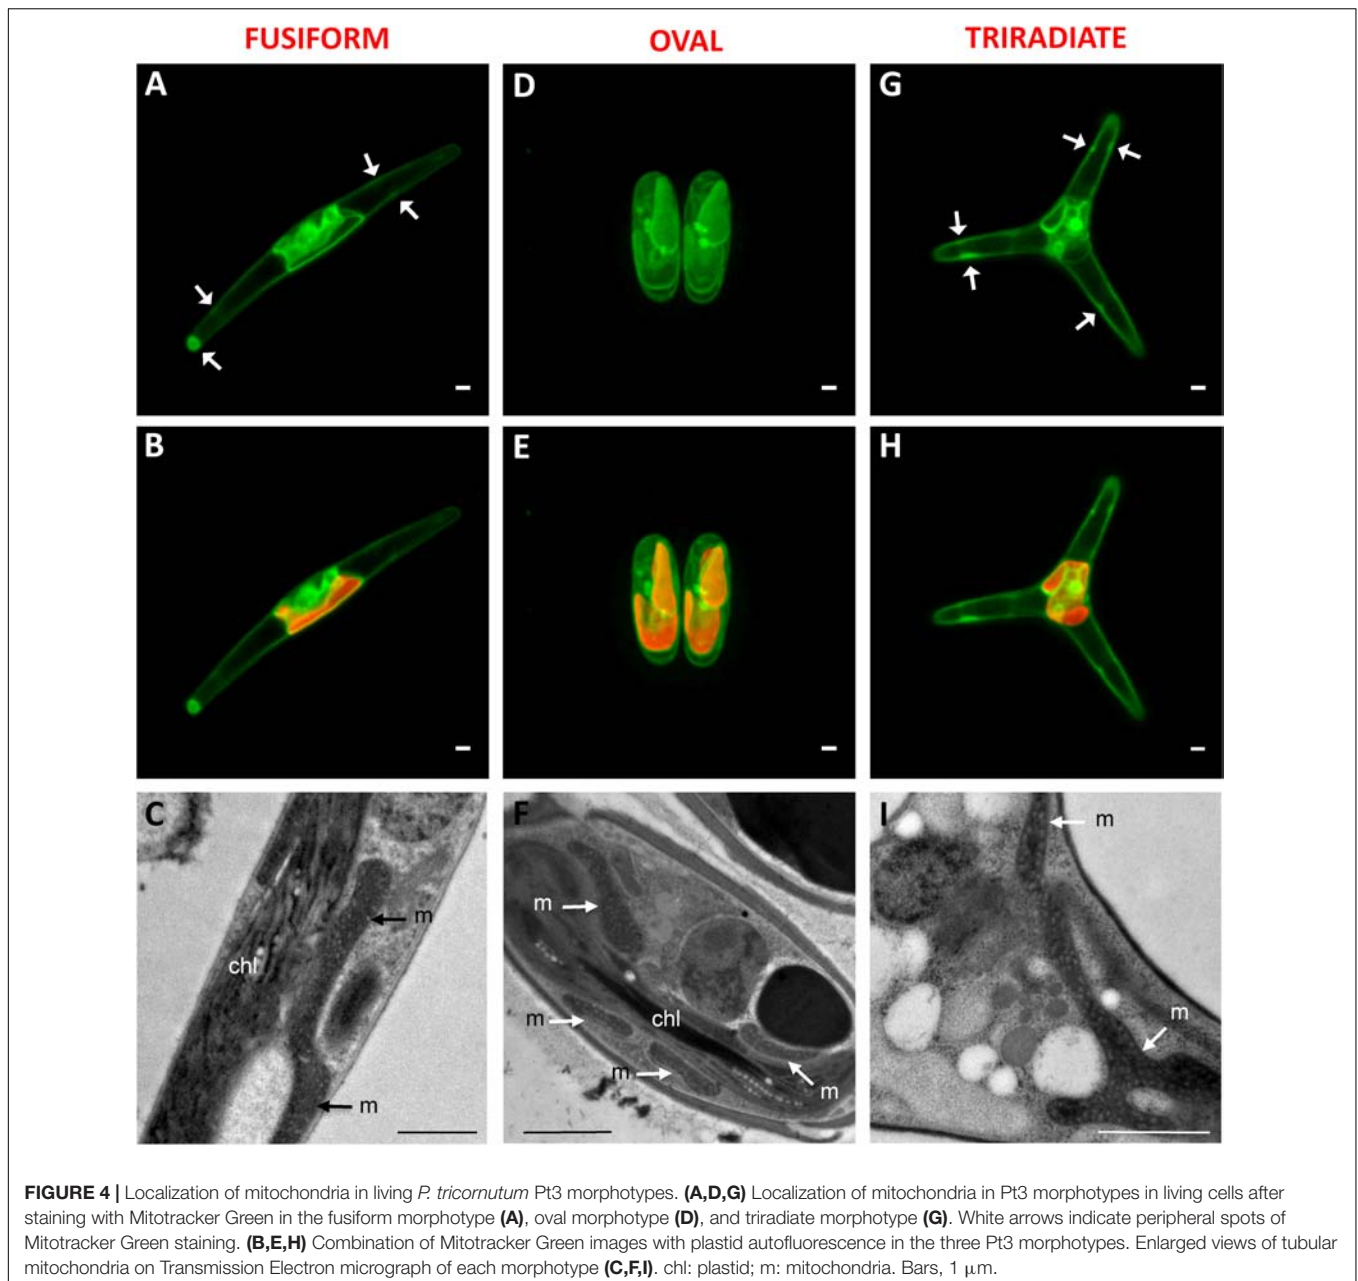 FUSIFORM
OVAL
TRIRADIATE
A
D
G
B
E
H
C
F
I
m
m
chl
m
m
m
m
chl
m
m
FIGURE 4 | Localization of mitochondria in living P. tricornutum Pt3 morphotypes. (A,D,G) Localization of mitochondria in Pt3 morphotypes in living cells after
staining with Mitotracker Green in the fusiform morphotype (A), oval morphotype (D), and triradiate morphotype (G). White arrows indicate peripheral spots of
Mitotracker Green staining. (B,E,H) Combination of Mitotracker Green images with plastid autofluorescence in the three Pt3 morphotypes. Enlarged views of tubular
mitochondria on Transmission Electron micrograph of each morphotype (C,F,I). chl: plastid; m: mitochondria. Bars, 1 μm.